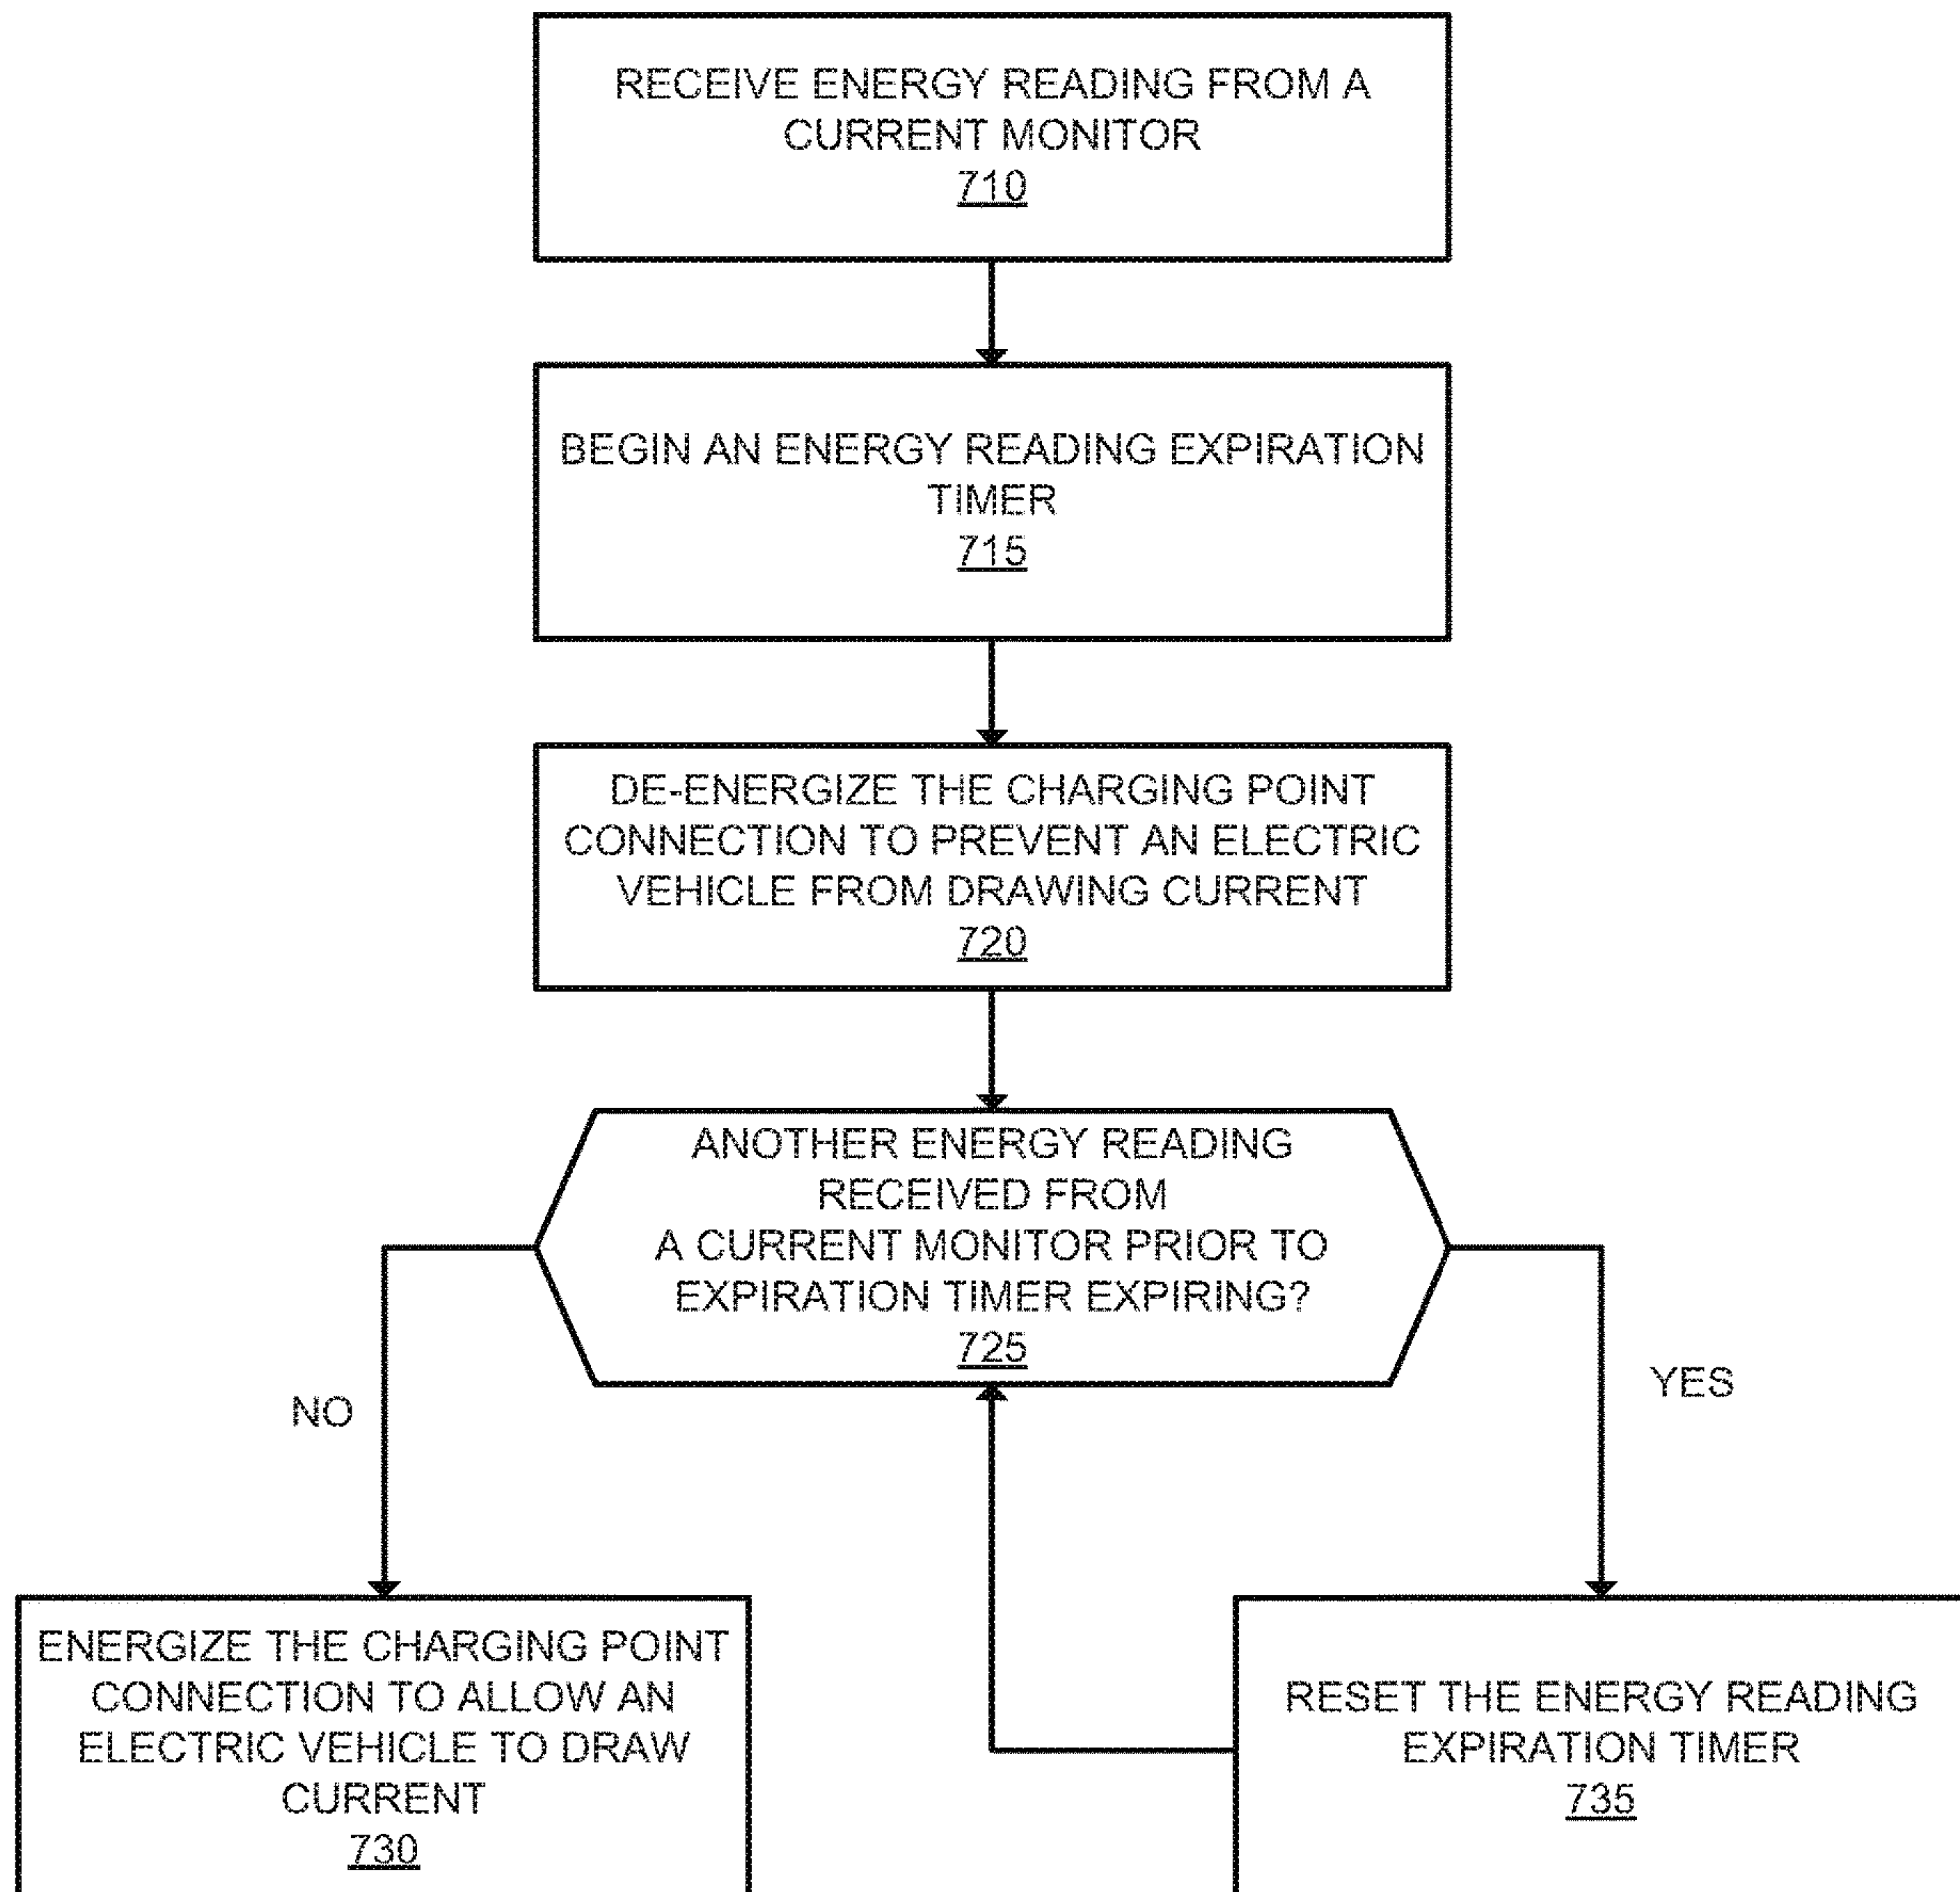 RECEIVE ENERGY READING FROM A
CURRENT MONITOR
710
BEGIN AN ENERGY READING EXPIRATION
TIMER
715
DE-ENERGIZE THE CHARGING POINT
CONNECTION TO PREVENT AN ELECTRIC
VEHICLE FROM DRAWING CURRENT
720
ANOTHER ENERGY READING
RECEIVED FROM
A CURRENT MONITOR PRIOR TO
EXPIRATION TIMER EXPIRING?
725
NO
YES
ENERGIZE THE CHARGING POINT
CONNECTION TO ALLOW AN
ELECTRIC VEHICLE TO DRAW
CURRENT
730
RESET THE ENERGY READING
EXPIRATION TIMER
735